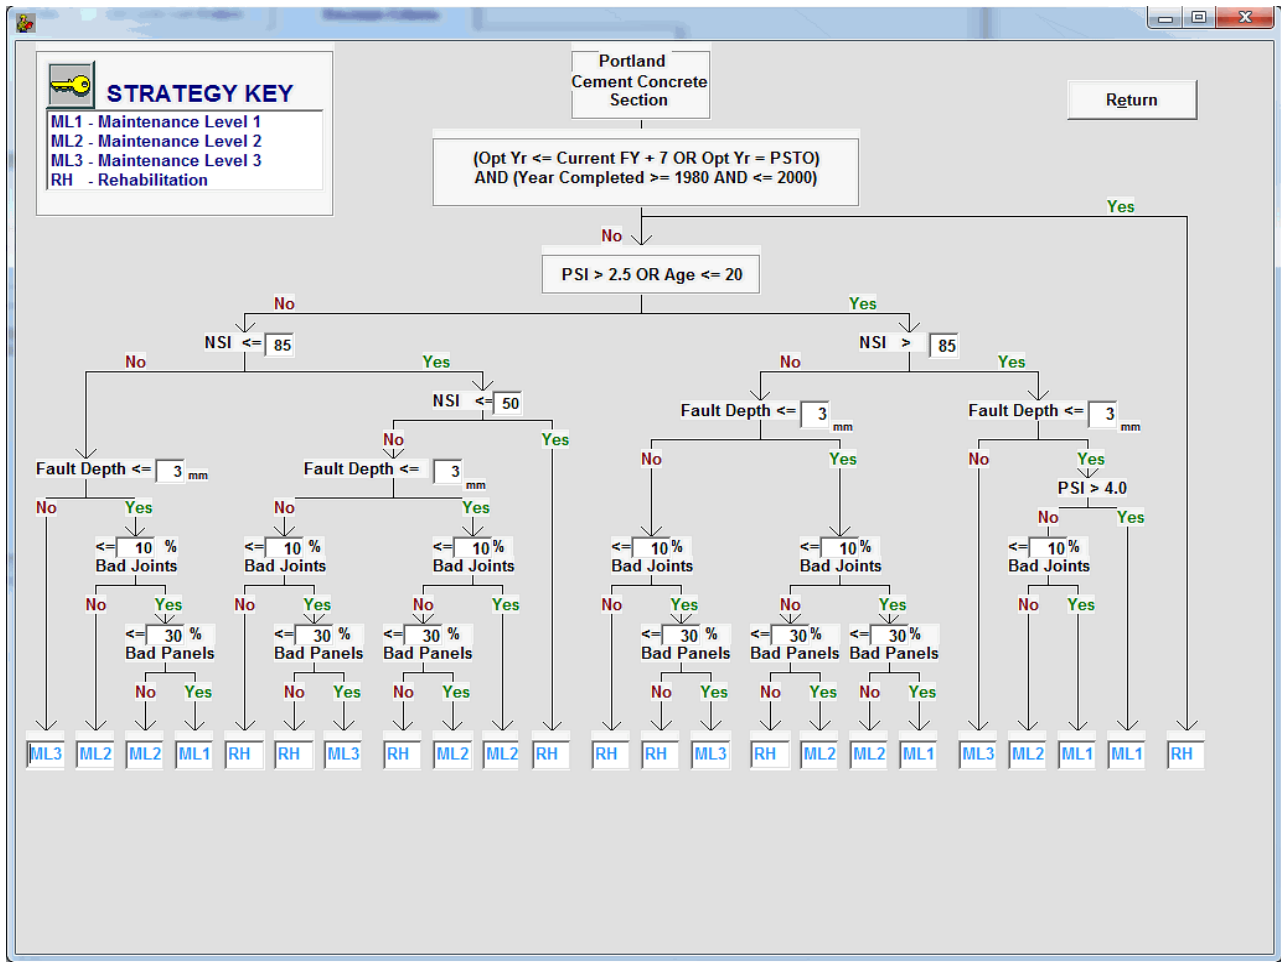 STRATEGY KEY
ML1 - Maintenance Level 1
ML2 - Maintenance Level 2
ML3 - Maintenance Level 3
RH - Rehabilitation
Portland
Cement Concrete
Section
Return
(Opt Yr <= Current FY + 7 OR Opt Yr = PSTO)
AND (Year Completed >= 1980 AND <= 2000)
Yes
No
PSI > 2.5 OR Age <= 20
No Yes
NSI <= 85 NSI > 85
No Yes No Yes
NSI <= 50 Fault Depth <= 3 mm Fault Depth <= 3 mm
No Yes No Yes No Yes
Fault Depth <= 3 mm Fault Depth <= 3 mm PSI > 4.0
No Yes No Yes No Yes
<= 10 % <= 10 % <= 10 % <= 10 % <= 10 % <= 10 %
Bad Joints Bad Joints Bad Joints Bad Joints Bad Joints Bad Joints
No Yes No Yes No Yes No Yes No Yes No Yes
<= 30 % <= 30 % <= 30 % <= 30 % <= 30 % <= 30 %
Bad Panels Bad Panels Bad Panels Bad Panels Bad Panels Bad Panels
No Yes No Yes No Yes No Yes No Yes No Yes
ML3 ML2 ML2 ML1 RH RH ML3 RH ML2 ML2 RH RH RH ML3 RH ML2 ML2 ML1 ML3 ML2 ML1 ML1 RH